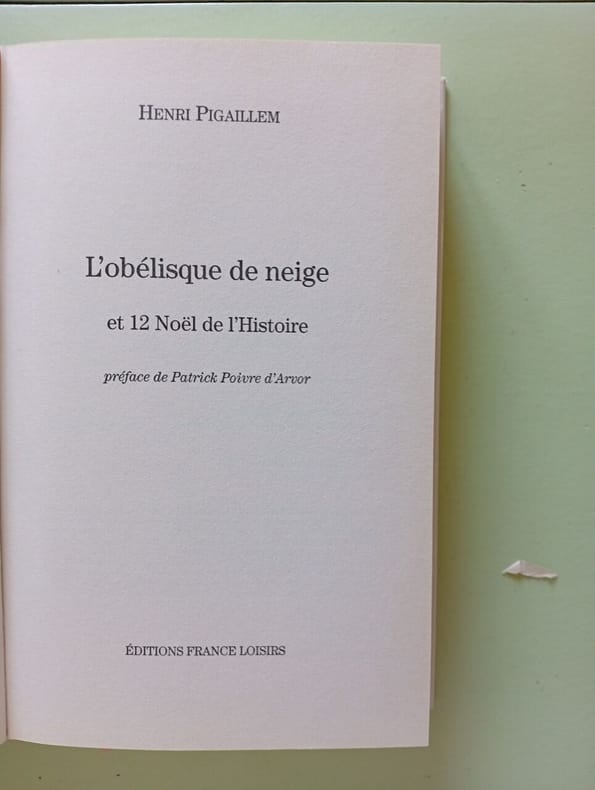 HENRI PIGAILLEM
L'obélisque de neige
et 12 Noël de l'Histoire
préface de Patrick Poivre d'Arvor
ÉDITIONS FRANCE LOISIRS